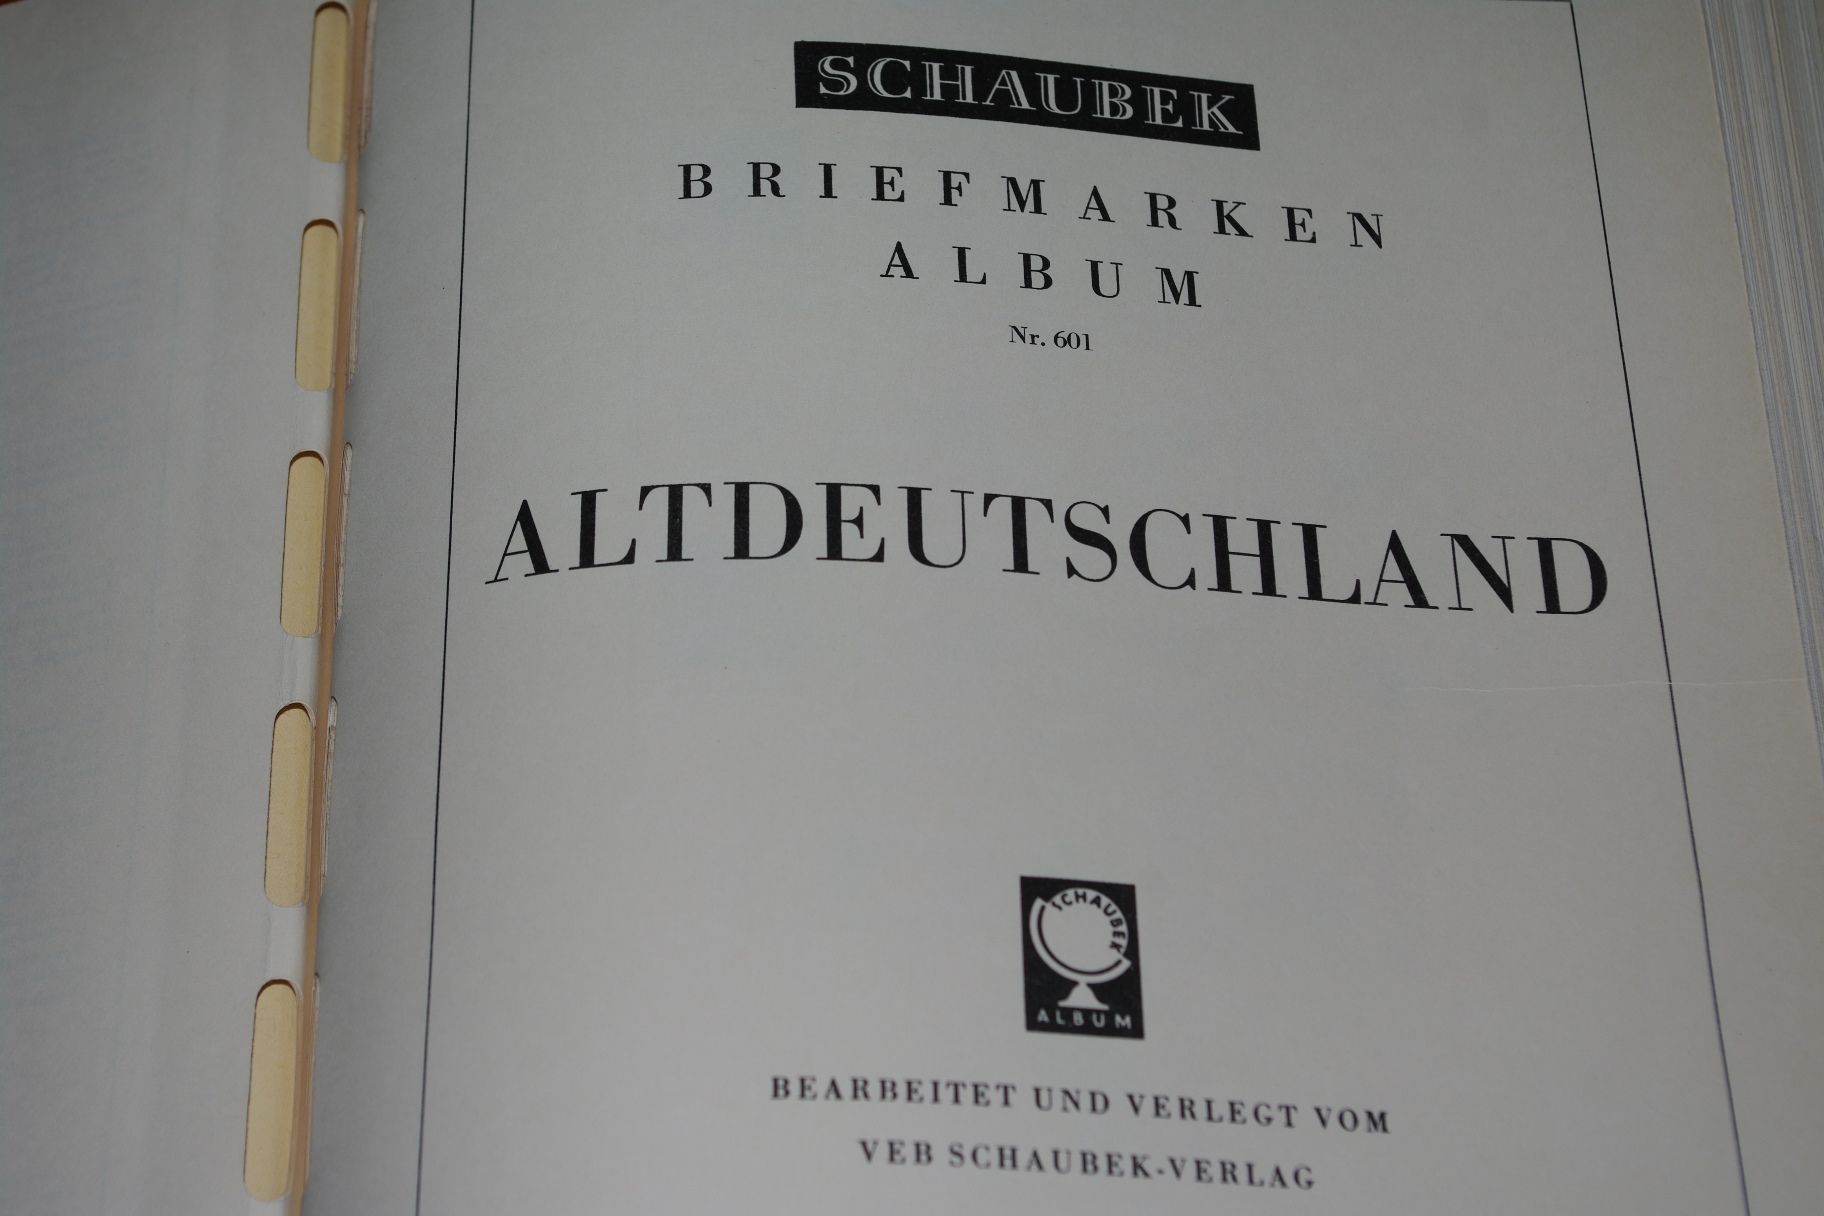 SCHAUBEK
BRIEFMARKEN
ALBUM
Nr. 601
ALTDEUTSCHLAND
SCHAUBEK
ALBUM
BEARBEITET UND VERLEGT VOM
VEB SCHAUBEK-VERLAG